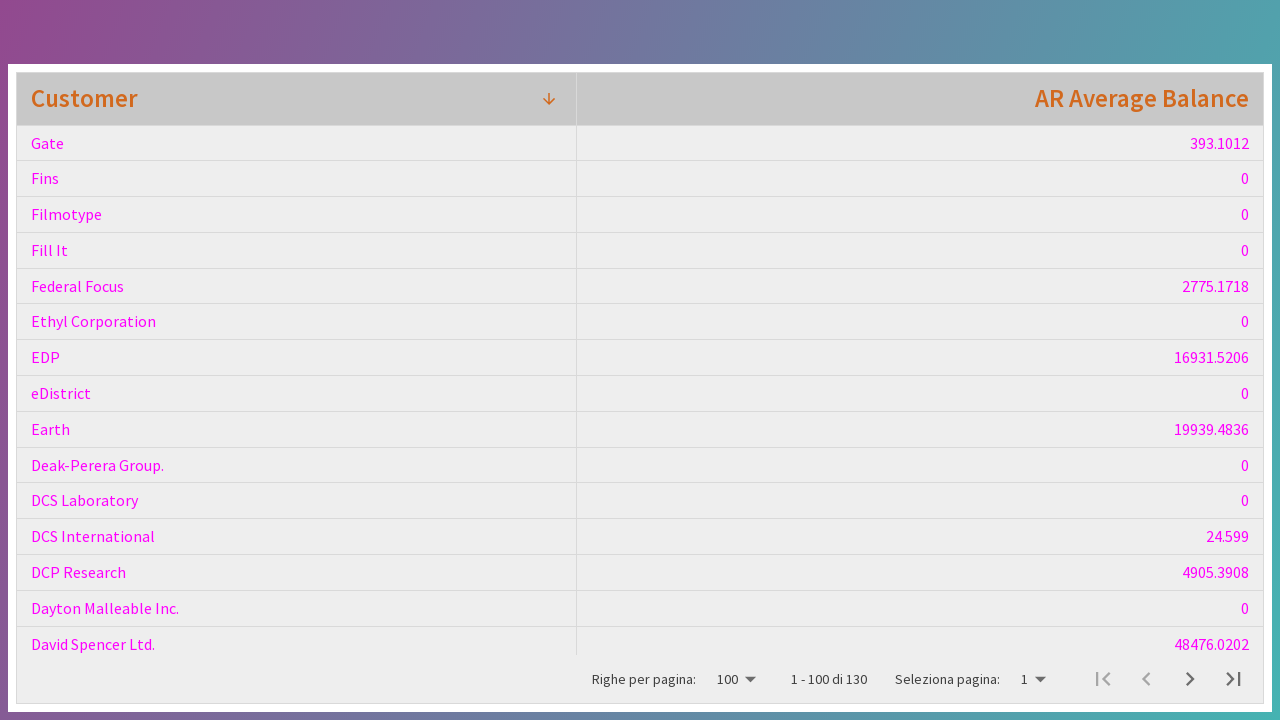 Customer AR Average Balance
Gate 393.1012
Fins 0
Filmotype 0
Fill It 0
Federal Focus 2775.1718
Ethyl Corporation 0
EDP 16931.5206
eDistrict 0
Earth 19939.4836
Deak-Perera Group. 0
DCS Laboratory 0
DCS International 24.599
DCP Research 4905.3908
Dayton Malleable Inc. 0
David Spencer Ltd. 48476.0202
Righe per pagina: 100 1 - 100 di 130 Seleziona pagina: 1